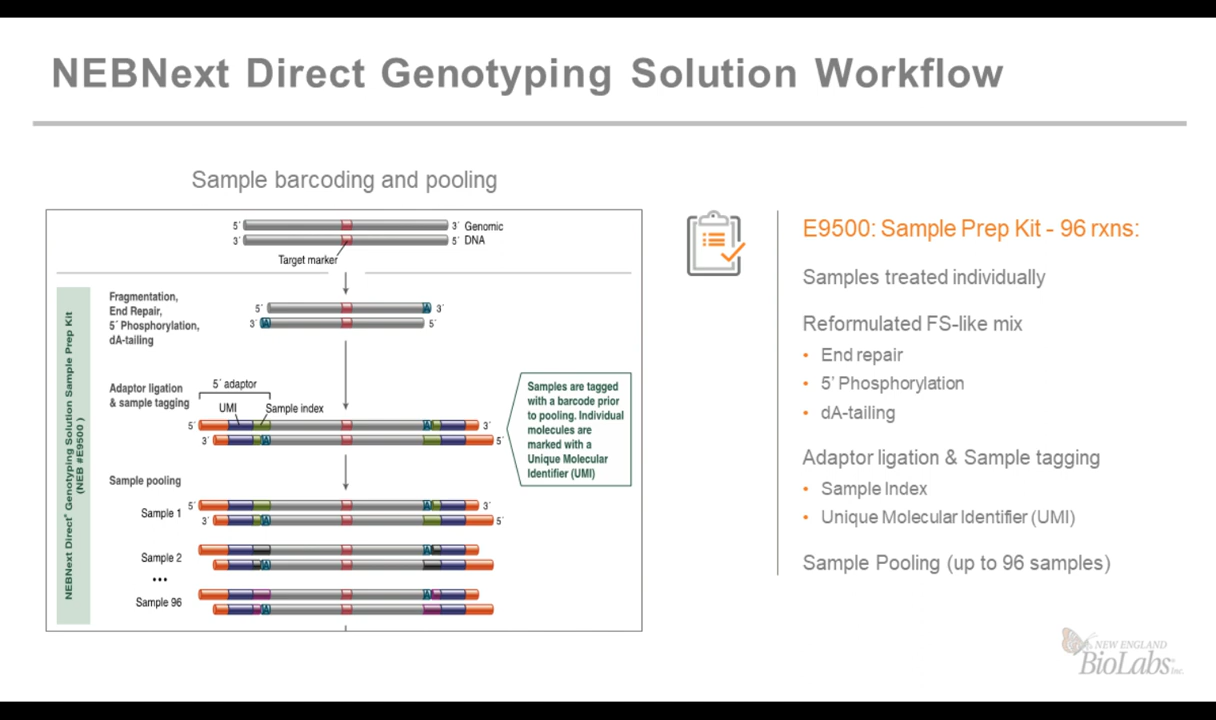 NEBNext Direct Genotyping Solution Workflow
Sample barcoding and pooling
5´ 3´ Genomic
3´ 5´ DNA
Target marker
NEBNext Direct® Genotyping Solution Sample Prep Kit
(NEB #E9500 )
Fragmentation,
End Repair,
5´ Phosphorylation,
dA-tailing
5´ A 3´
3´ A 5´
Adaptor ligation
& sample tagging
5´ adaptor
UMI Sample index
5´ A 3´
3´ A 5´
Samples are tagged
with a barcode prior
to pooling. Individual
molecules are
marked with a
Unique Molecular
Identifier (UMI)
Sample pooling
Sample 1
5´ A 3´
3´ A 5´
Sample 2
A
A
•••
Sample 96
A
A
E9500: Sample Prep Kit - 96 rxns:
Samples treated individually
Reformulated FS-like mix
• End repair
• 5’ Phosphorylation
• dA-tailing
Adaptor ligation & Sample tagging
• Sample Index
• Unique Molecular Identifier (UMI)
Sample Pooling (up to 96 samples)
NEW ENGLAND
BioLabs® Inc.